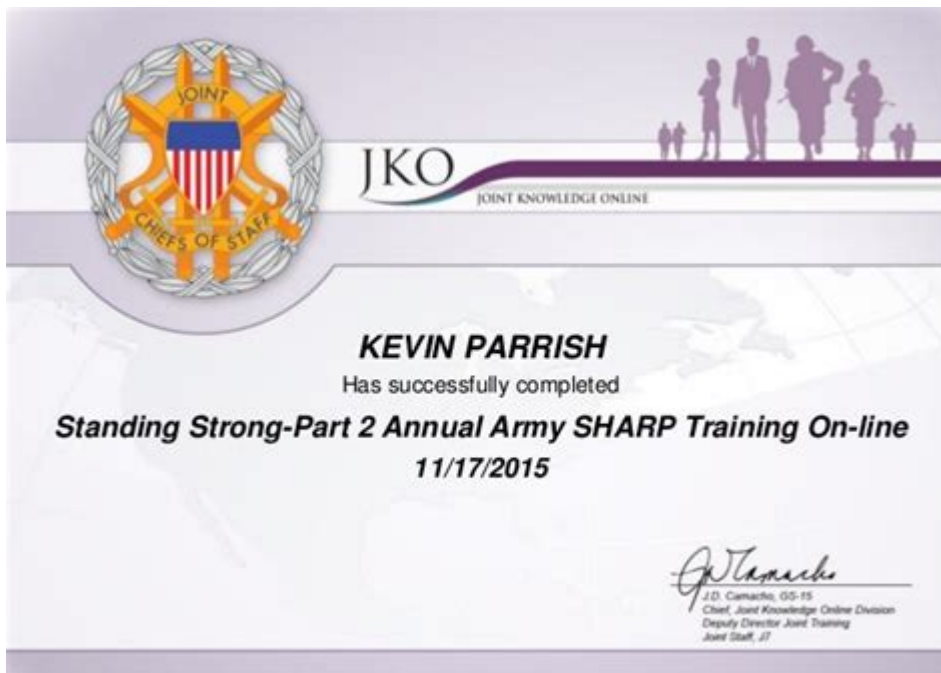 JOINT
CHIEFS OF STAFF
JKO
JOINT KNOWLEDGE ONLINE
KEVIN PARRISH
Has successfully completed
Standing Strong-Part 2 Annual Army SHARP Training On-line
11/17/2015
J.D. Camacho, GS-15
Chief, Joint Knowledge Online Division
Deputy Director Joint Training
Joint Staff, J7